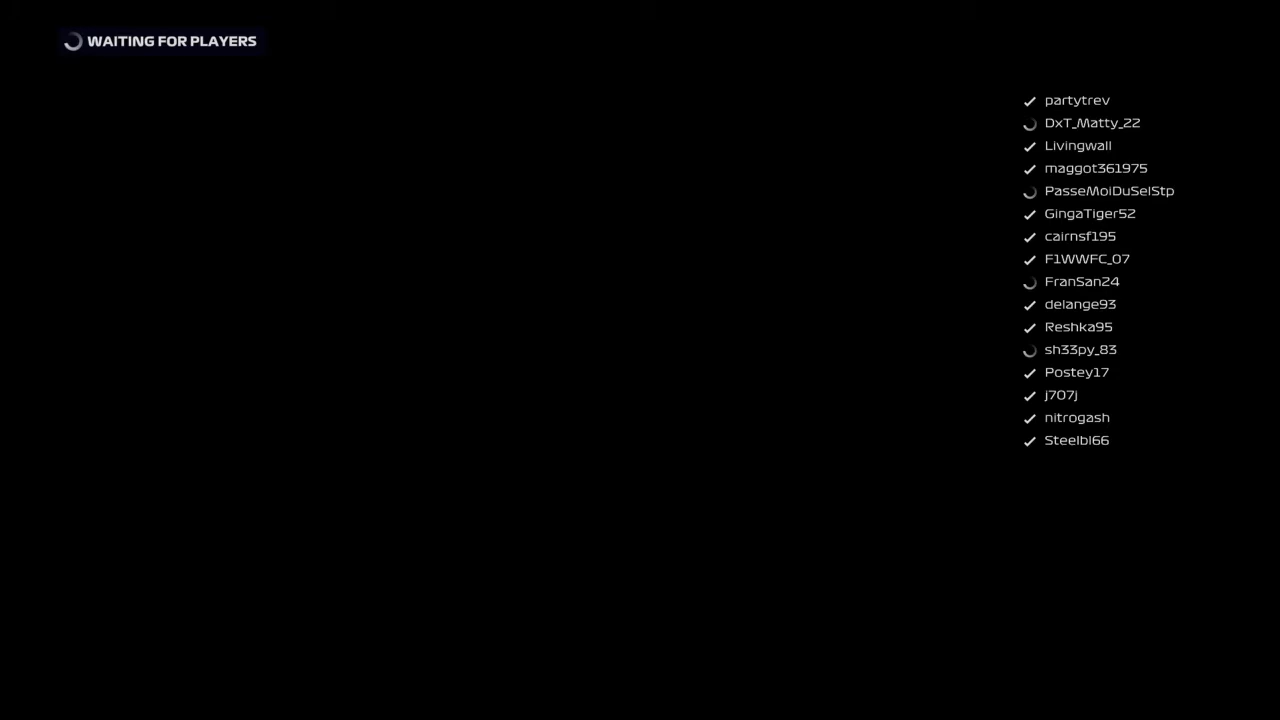 WAITING FOR PLAYERS
partytrev
DxT_Matty_22
Livingwall
maggot361975
PasseMoiDuSelStp
GingaTiger52
cairnsf195
F1WWFC_07
FranSan24
delange93
Reshka95
sh33py_83
Postey17
j707j
nitrogash
Steelbl66